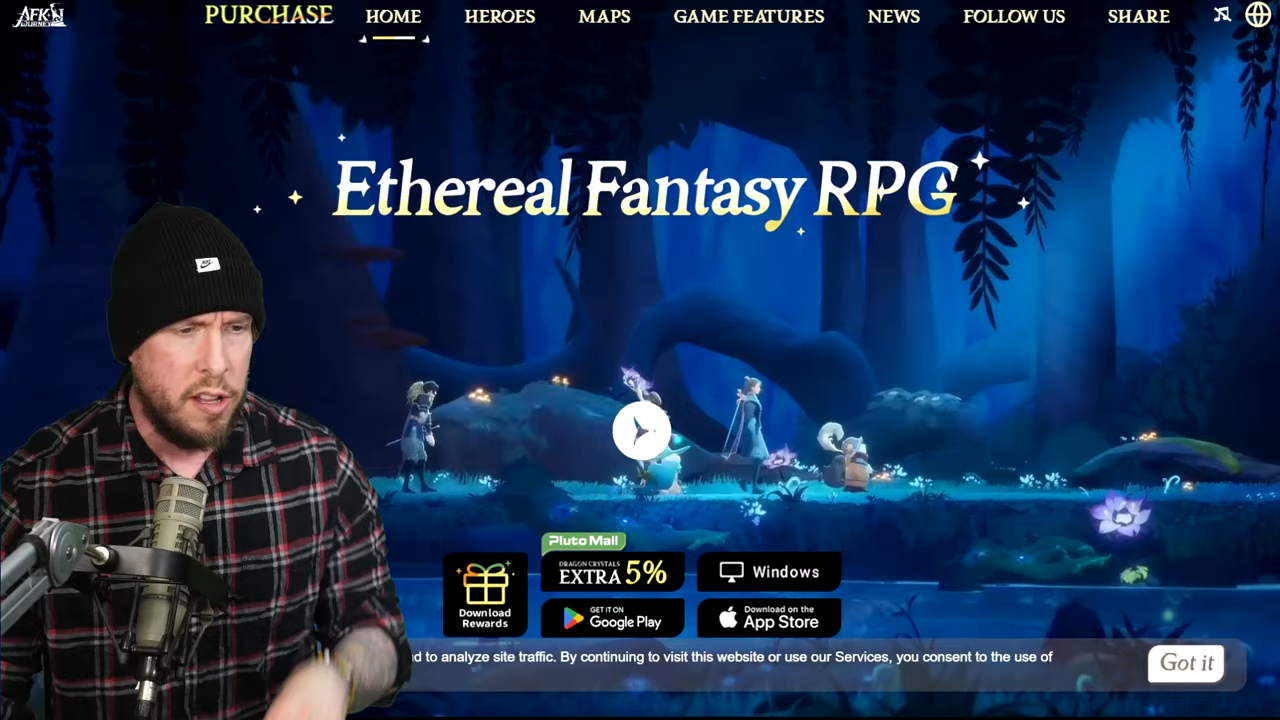 AFK
JOURNEY
PURCHASE
HOME
HEROES
MAPS
GAME FEATURES
NEWS
FOLLOW US
SHARE
Ethereal Fantasy RPG
Pluto Mall
DRAGON CRYSTALS
EXTRA 5%
Windows
Download
Rewards
GET IT ON
Google Play
Download on the
App Store
to analyze site traffic. By continuing to visit this website or use our Services, you consent to the use of
Got it